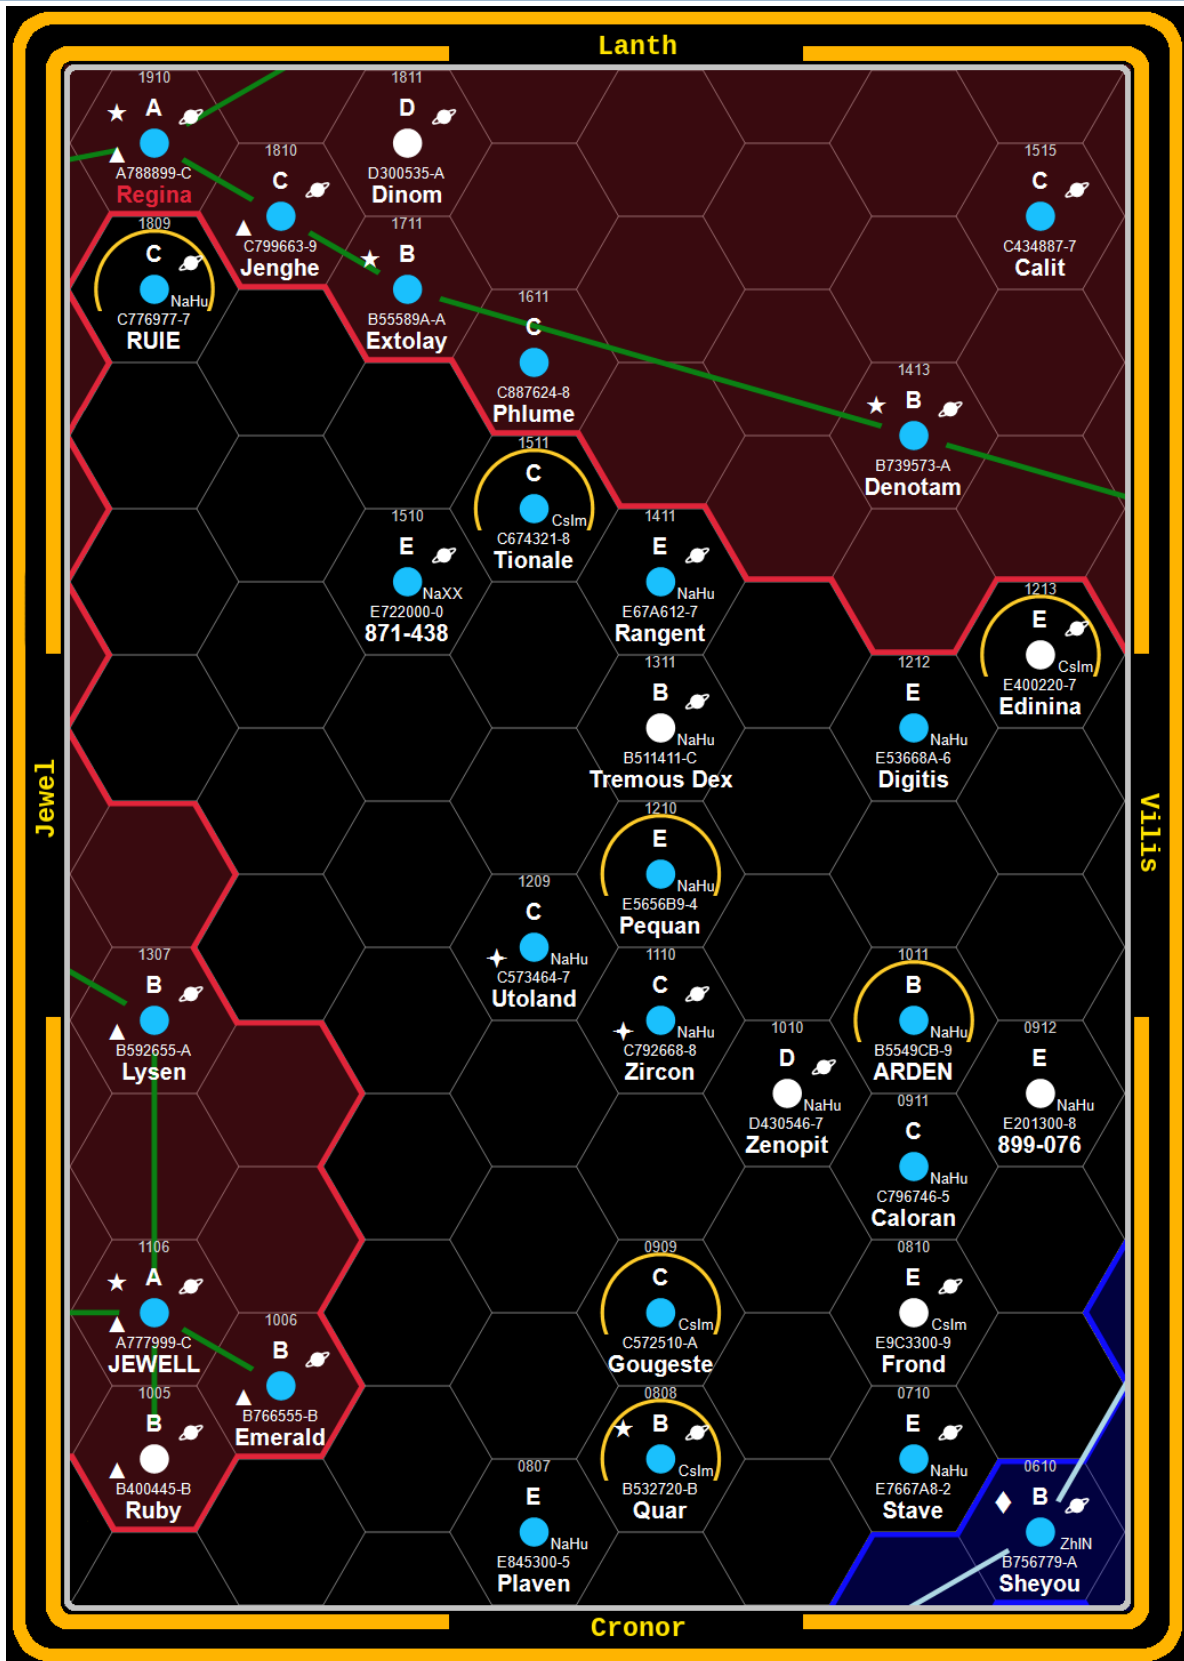 Lanth
Jewel
Vilis
Cronor
1910
A
A788899-C
Regina
1811
D
D300535-A
Dinom
1810
C
C799663-9
Jenghe
1515
C
C434887-7
Calit
1809
C
NaHu
C776977-7
RUIE
1711
B
B55589A-A
Extolay
1611
C
C887624-8
Phlume
1413
B
B739573-A
Denotam
1511
C
CsIm
C674321-8
Tionale
1510
E
NaXX
E722000-0
871-438
1411
E
NaHu
E67A612-7
Rangent
1213
E
CsIm
E400220-7
Edinina
1311
B
NaHu
B511411-C
Tremous Dex
1212
E
NaHu
E53668A-6
Digitis
1210
E
NaHu
E5656B9-4
Pequan
1209
C
NaHu
C573464-7
Utoland
1307
B
B592655-A
Lysen
1110
C
NaHu
C792668-8
Zircon
1011
B
NaHu
B5549CB-9
ARDEN
1010
D
NaHu
D430546-7
Zenopit
0912
E
NaHu
E201300-8
899-076
0911
C
NaHu
C796746-5
Caloran
1106
A
A777999-C
JEWELL
0909
C
CsIm
C572510-A
Gougeste
0810
E
CsIm
E9C3300-9
Frond
1006
B
B766555-B
Emerald
1005
B
B400445-B
Ruby
0808
B
CsIm
B532720-B
Quar
0710
E
NaHu
E7667A8-2
Stave
0807
E
NaHu
E845300-5
Plaven
0610
B
ZhIN
B756779-A
Sheyou